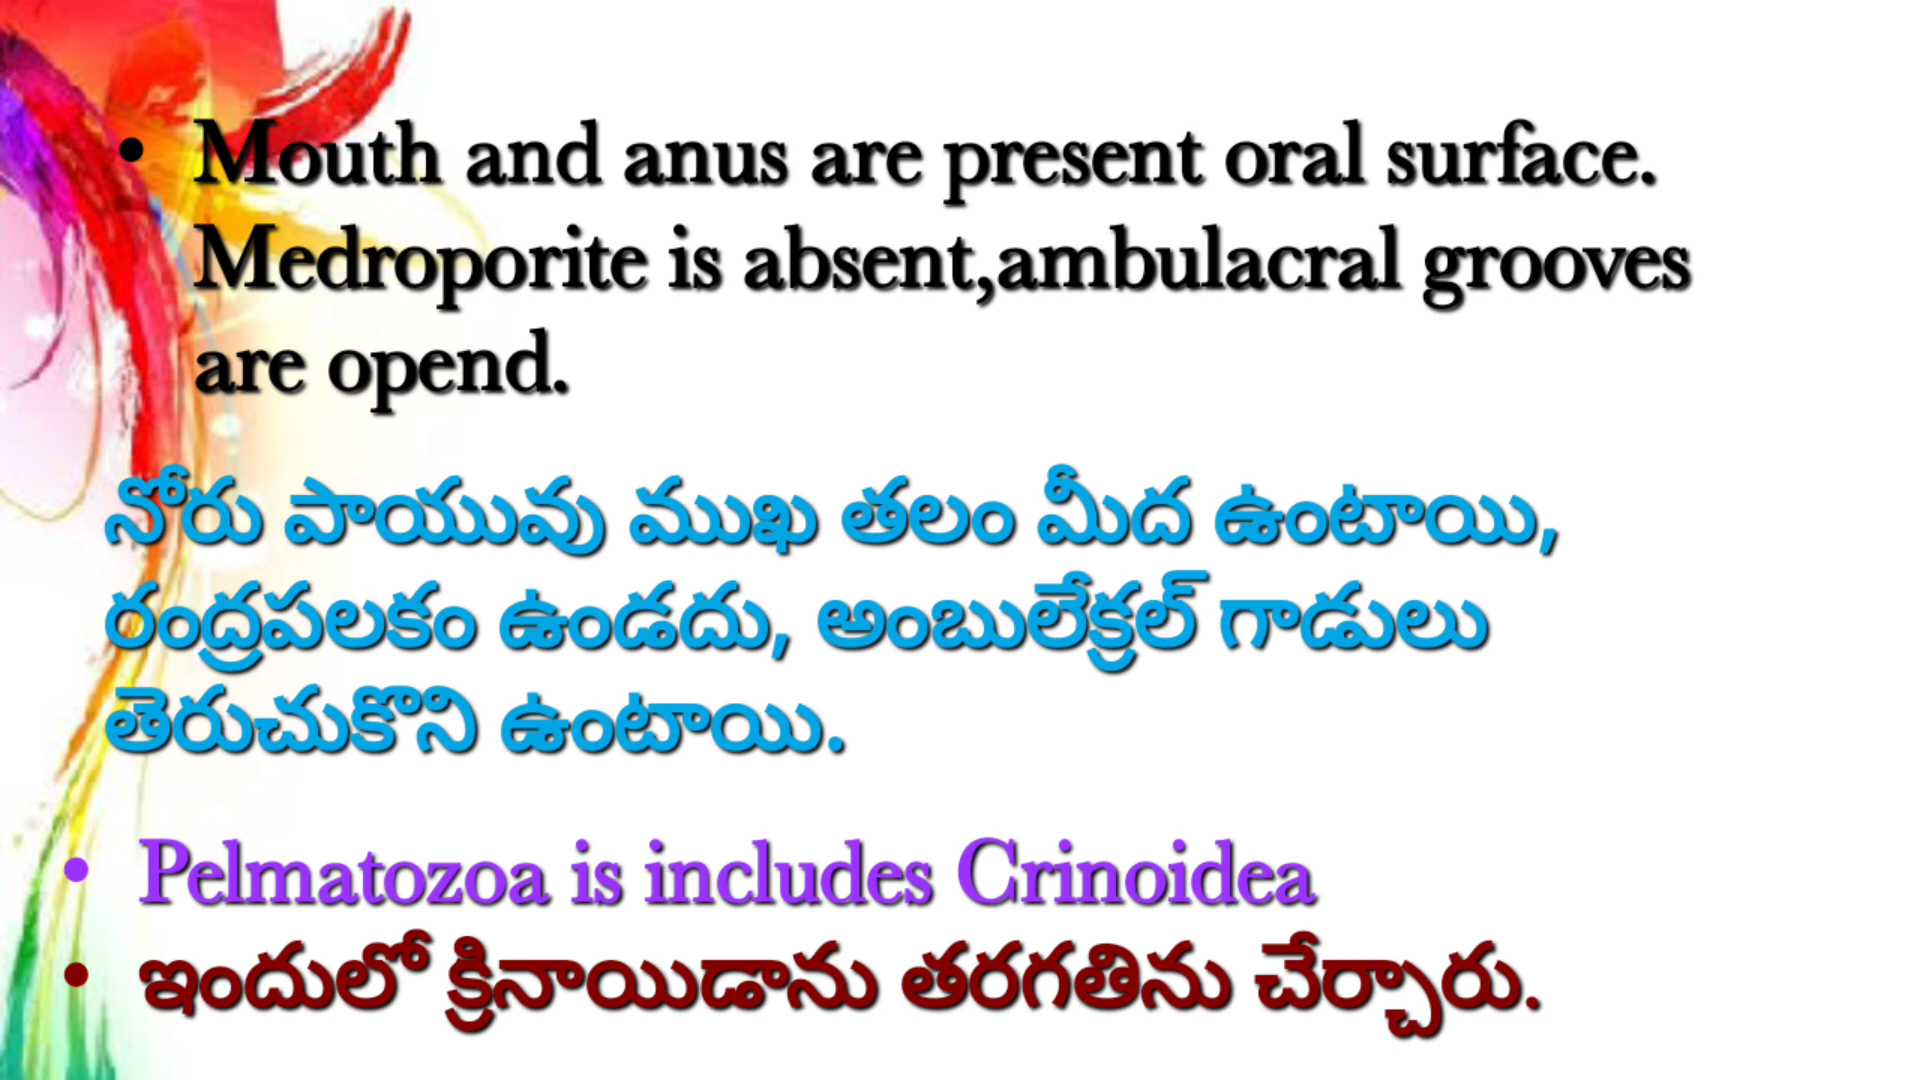 • Mouth and anus are present oral surface.
Medroporite is absent,ambulacral grooves
are opend.
నోరు పాయువు ముఖ తలం మీద ఉంటాయి,
రంధ్రపలకం ఉండదు, అంబులేక్రల్ గాడులు
తెరుచుకొని ఉంటాయి.
• Pelmatozoa is includes Crinoidea
• ఇందులో క్రినాయిడాను తరగతిను చేర్చారు.